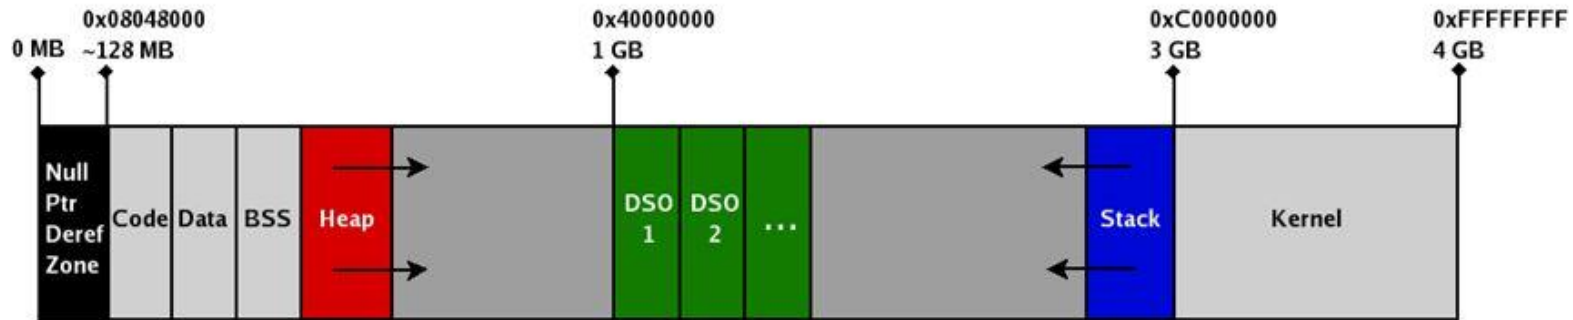 0x08048000
0x40000000
0xC0000000
0xFFFFFFFF
0 MB
~128 MB
1 GB
3 GB
4 GB
Null
Ptr
Deref
Zone
Code
Data
BSS
Heap
DSO
1
DSO
2
...
Stack
Kernel